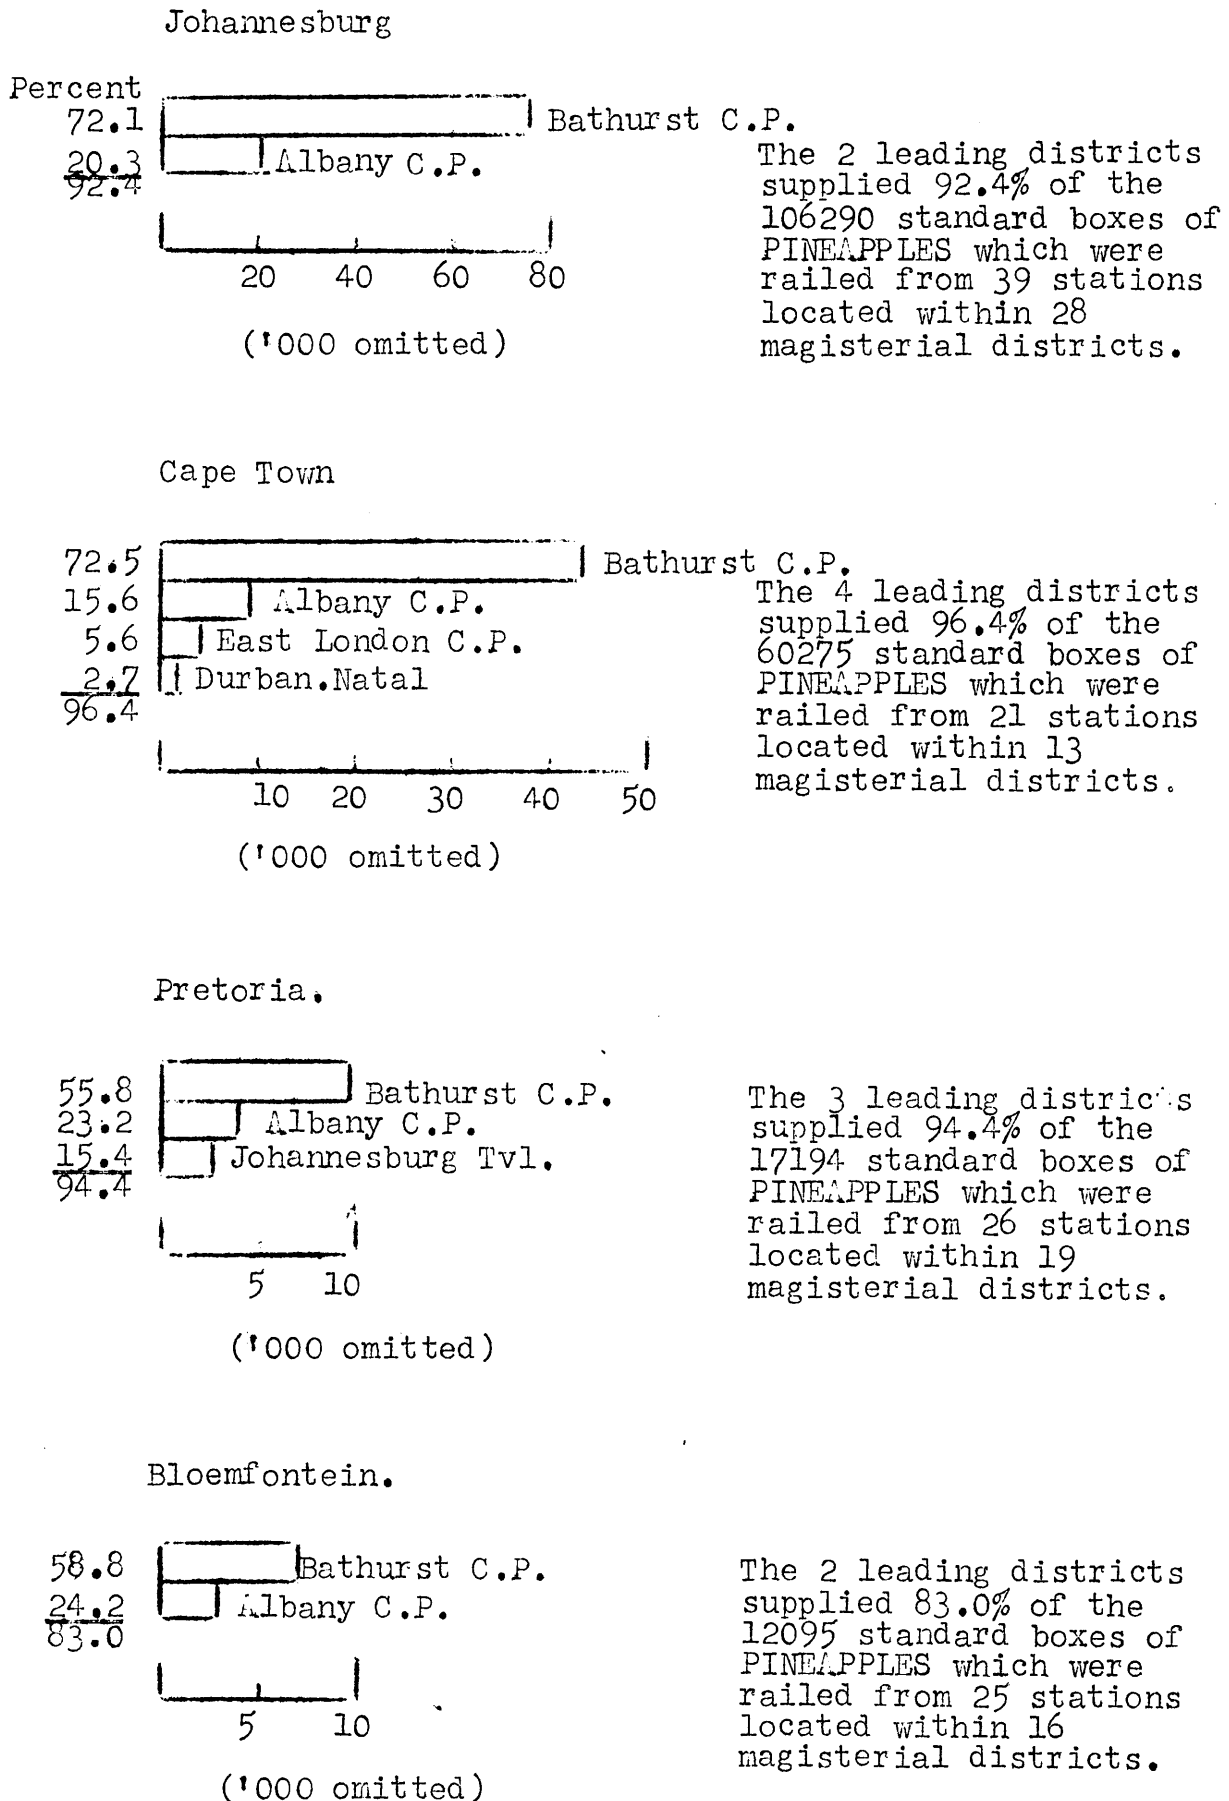 Johannesburg
Percent
72.1 Bathurst C.P.
20.3 Albany C.P.
92.4
20 40 60 80
('000 omitted)
The 2 leading districts
supplied 92.4% of the
106290 standard boxes of
PINEAPPLES which were
railed from 39 stations
located within 28
magisterial districts.
Cape Town
72.5 Bathurst C.P.
15.6 Albany C.P.
5.6 East London C.P.
2.7 Durban.Natal
96.4
10 20 30 40 50
('000 omitted)
The 4 leading districts
supplied 96.4% of the
60275 standard boxes of
PINEAPPLES which were
railed from 21 stations
located within 13
magisterial districts.
Pretoria.
55.8 Bathurst C.P.
23.2 Albany C.P.
15.4 Johannesburg Tvl.
94.4
5 10
('000 omitted)
The 3 leading districts
supplied 94.4% of the
17194 standard boxes of
PINEAPPLES which were
railed from 26 stations
located within 19
magisterial districts.
Bloemfontein.
58.8 Bathurst C.P.
24.2 Albany C.P.
83.0
5 10
('000 omitted)
The 2 leading districts
supplied 83.0% of the
12095 standard boxes of
PINEAPPLES which were
railed from 25 stations
located within 16
magisterial districts.